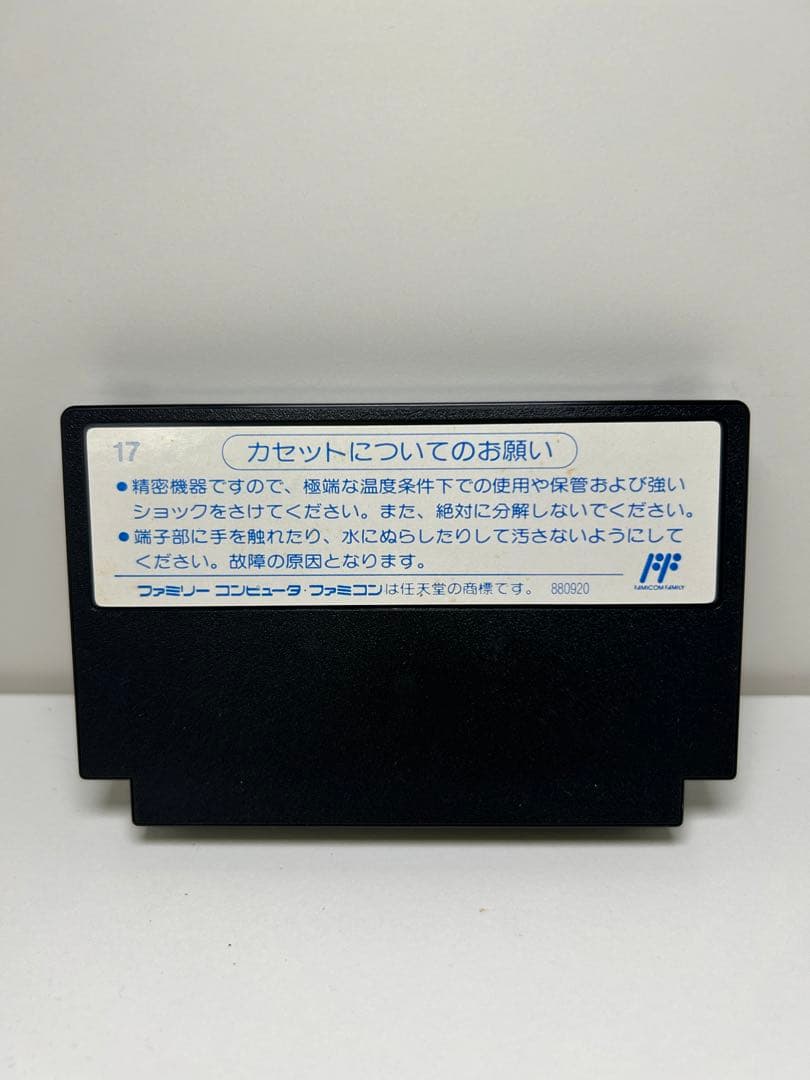 17
カセットについてのお願い
●精密機器ですので、極端な温度条件下での使用や保管および強い
ショックをさけてください。また、絶対に分解しないでください。
●端子部に手を触れたり、水にぬらしたりして汚さないようにして
ください。故障の原因となります。
FAMICOM FAMILY
ファミリー コンピュータ・ファミコンは任天堂の商標です。 880920